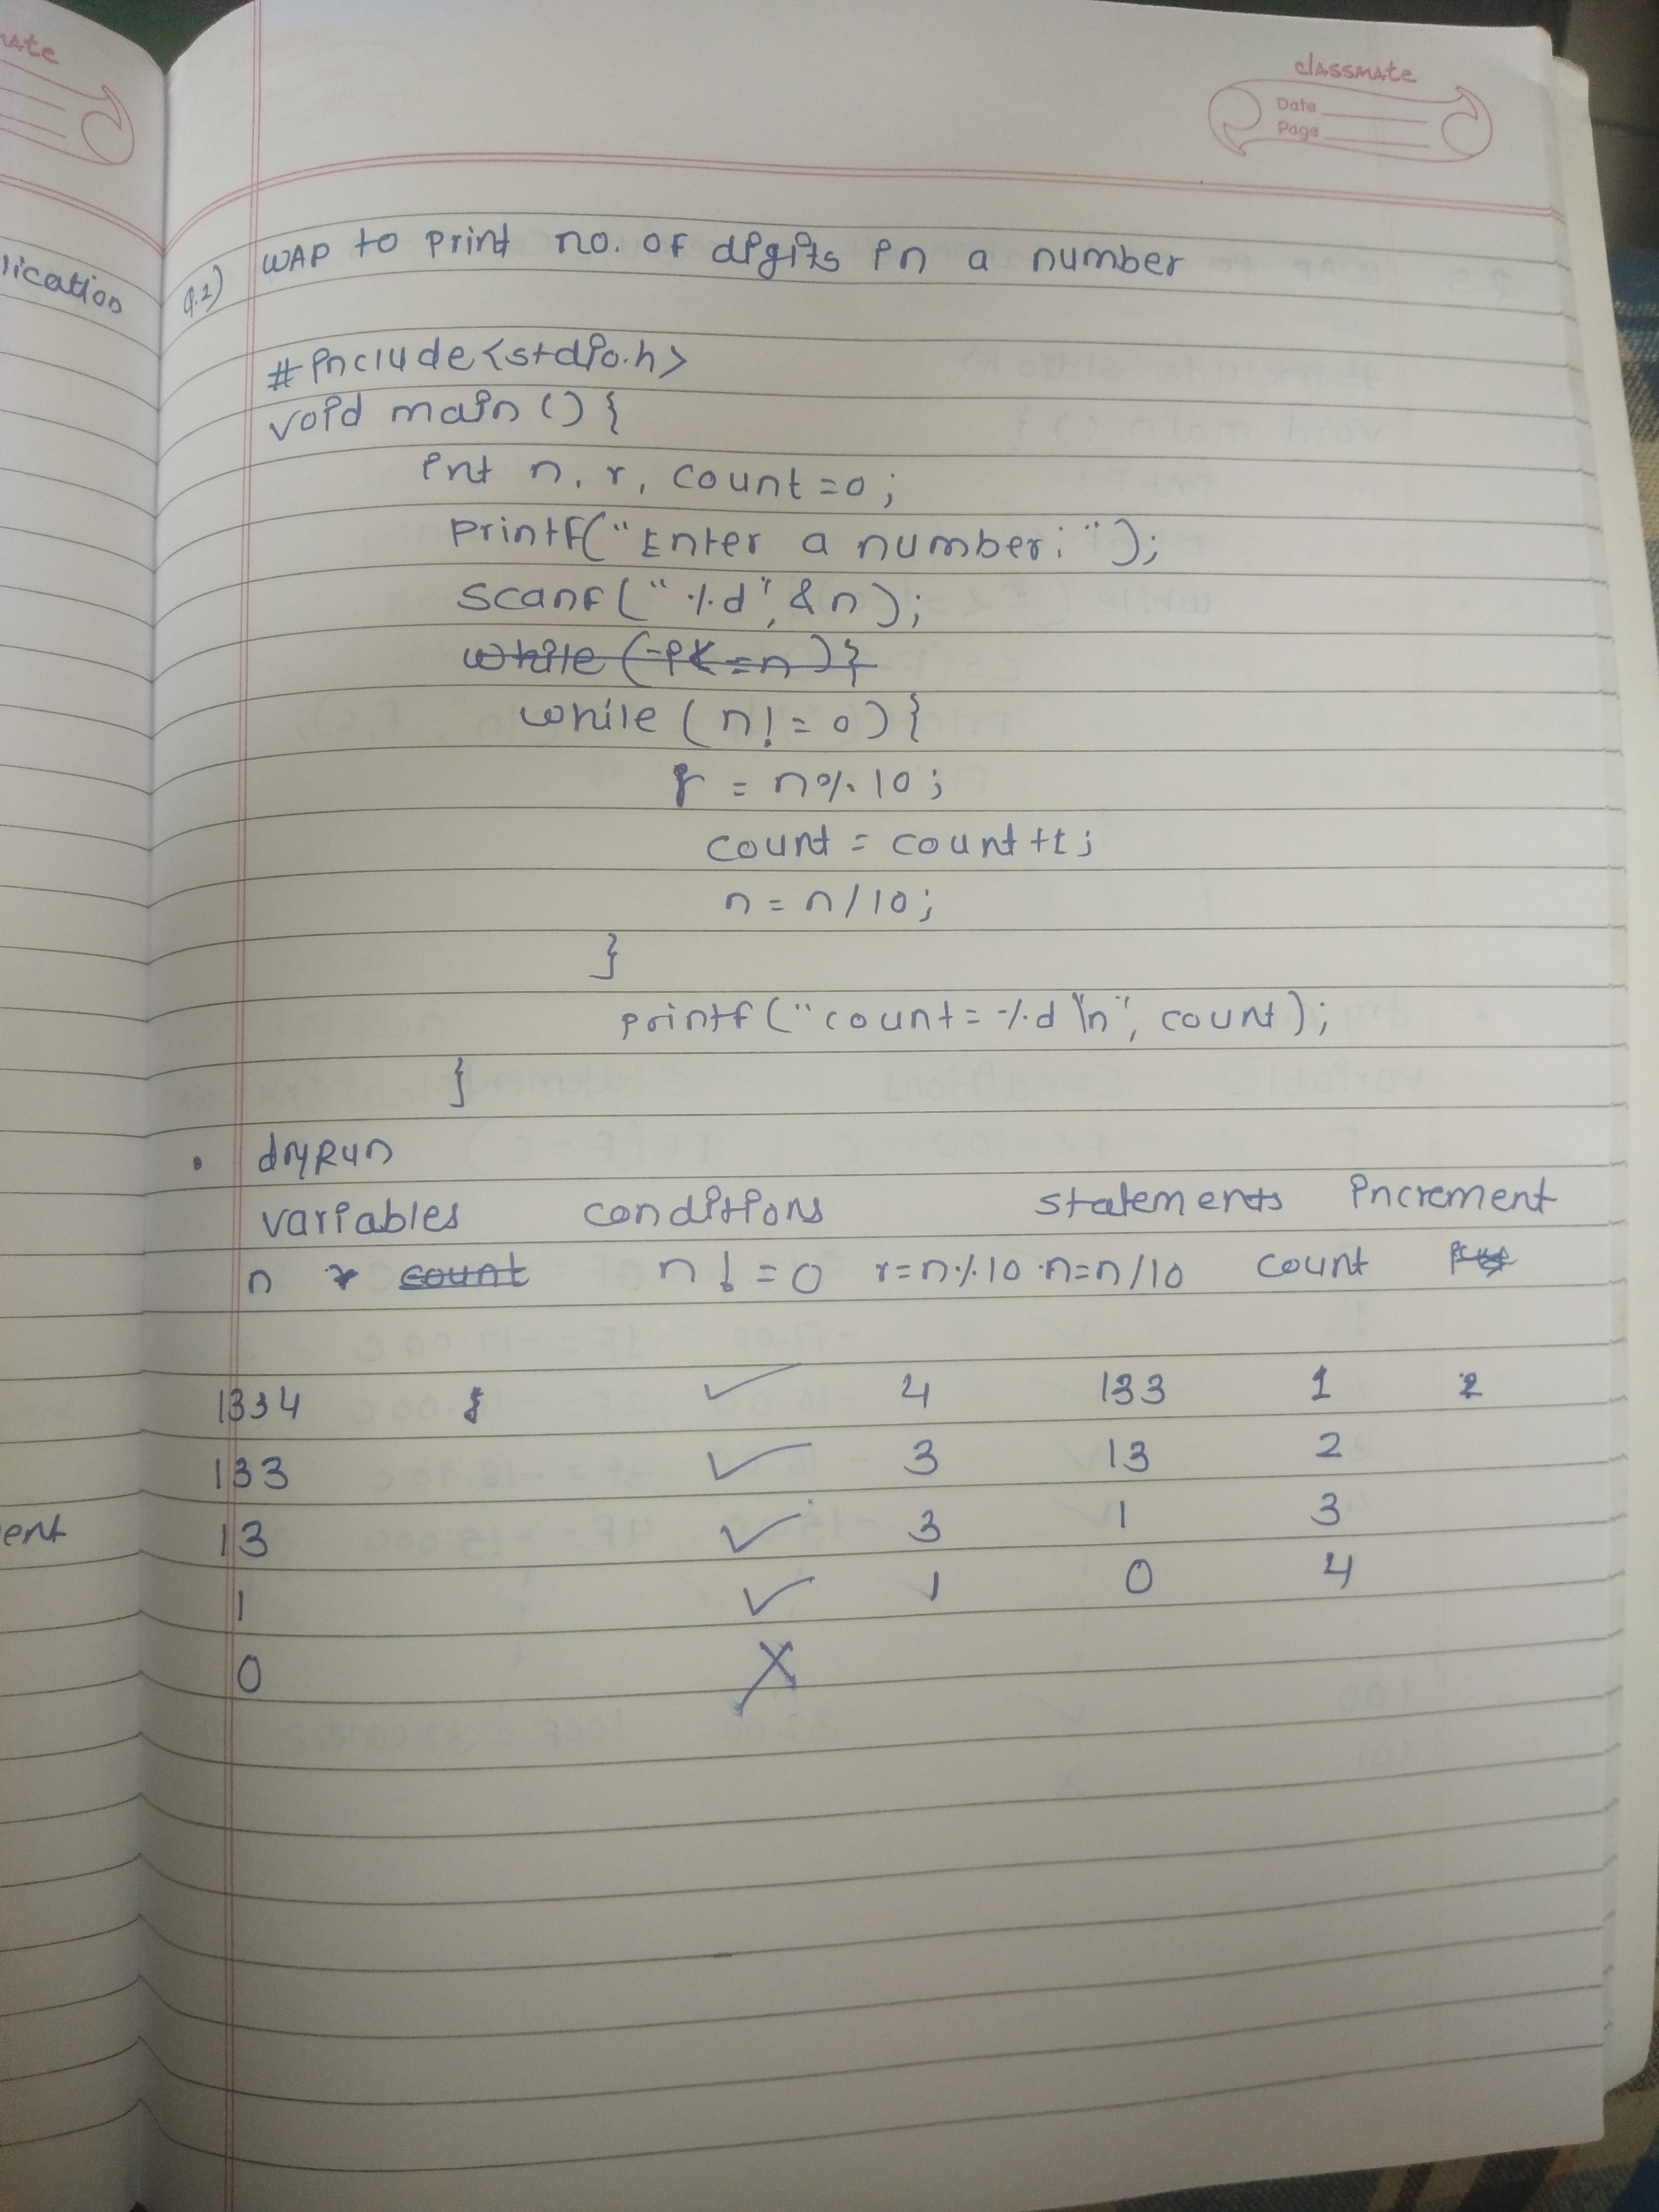 mate
classmate
Date
Page
lication
Q.2) WAP to print no. of digits in a number
#include<stdio.h>
void main () {
int n, r, count=0;
printf("Enter a number: ");
scanf("%d", &n);
while (i<=n) }
while (n! = 0) {
r = n% 10;
count = count+1;
n = n/10;
}
printf("count=%d \n", count);
}
• dryRun
variables conditions statements increment
n r count n! = 0 r=n%10 n=n/10 count
1334 4 133 1 2
133 3 13 2
13 3 1 3
ent
1 1 0 4
0